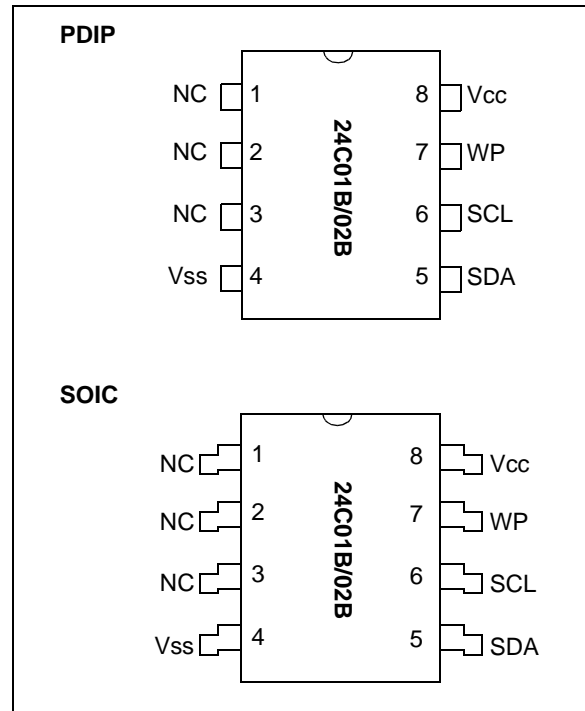 PDIP
NC 1 8 Vcc
NC 2 7 WP
NC 3 6 SCL
Vss 4 5 SDA
24C01B/02B
SOIC
NC 1 8 Vcc
NC 2 7 WP
NC 3 6 SCL
Vss 4 5 SDA
24C01B/02B